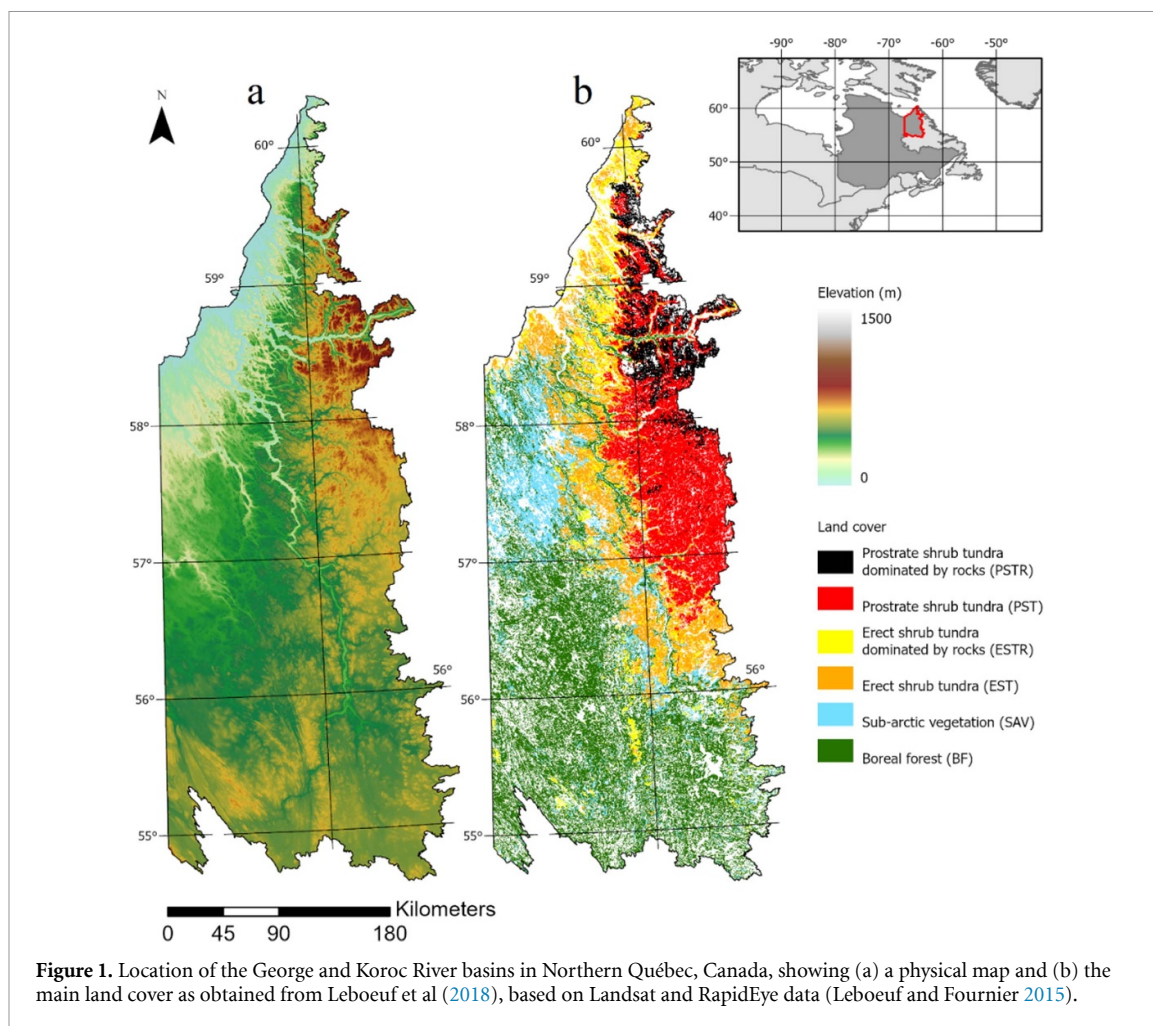 -90° -80° -70° -60° -50°
60°
50°
40°
N
a
b
60°
60°
59°
59°
58°
58°
57°
57°
56°
56°
56°
56°
55°
55°
Elevation (m)
1500
0
Land cover
Prostrate shrub tundra
dominated by rocks (PSTR)
Prostrate shrub tundra (PST)
Erect shrub tundra
dominated by rocks (ESTR)
Erect shrub tundra (EST)
Sub-arctic vegetation (SAV)
Boreal forest (BF)
Kilometers
0 45 90 180
Figure 1. Location of the George and Koroc River basins in Northern Québec, Canada, showing (a) a physical map and (b) the
main land cover as obtained from Leboeuf et al (2018), based on Landsat and RapidEye data (Leboeuf and Fournier 2015).